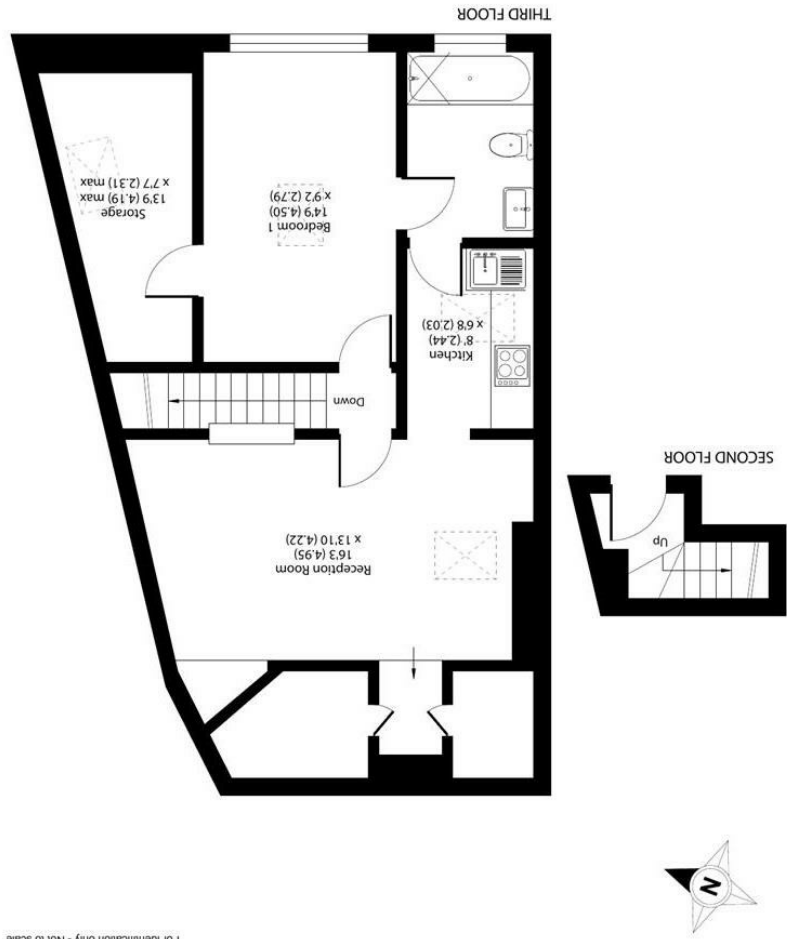 For identification only - Not to scale
N
SECOND FLOOR
Up
Reception Room
16'3 (4.95)
x 13'10 (4.22)
Down
Kitchen
8' (2.44)
x 6'8 (2.03)
Bedroom 1
14'9 (4.50)
x 9'2 (2.79)
Storage
13'9 (4.19) max
x 7'7 (2.31) max
THIRD FLOOR